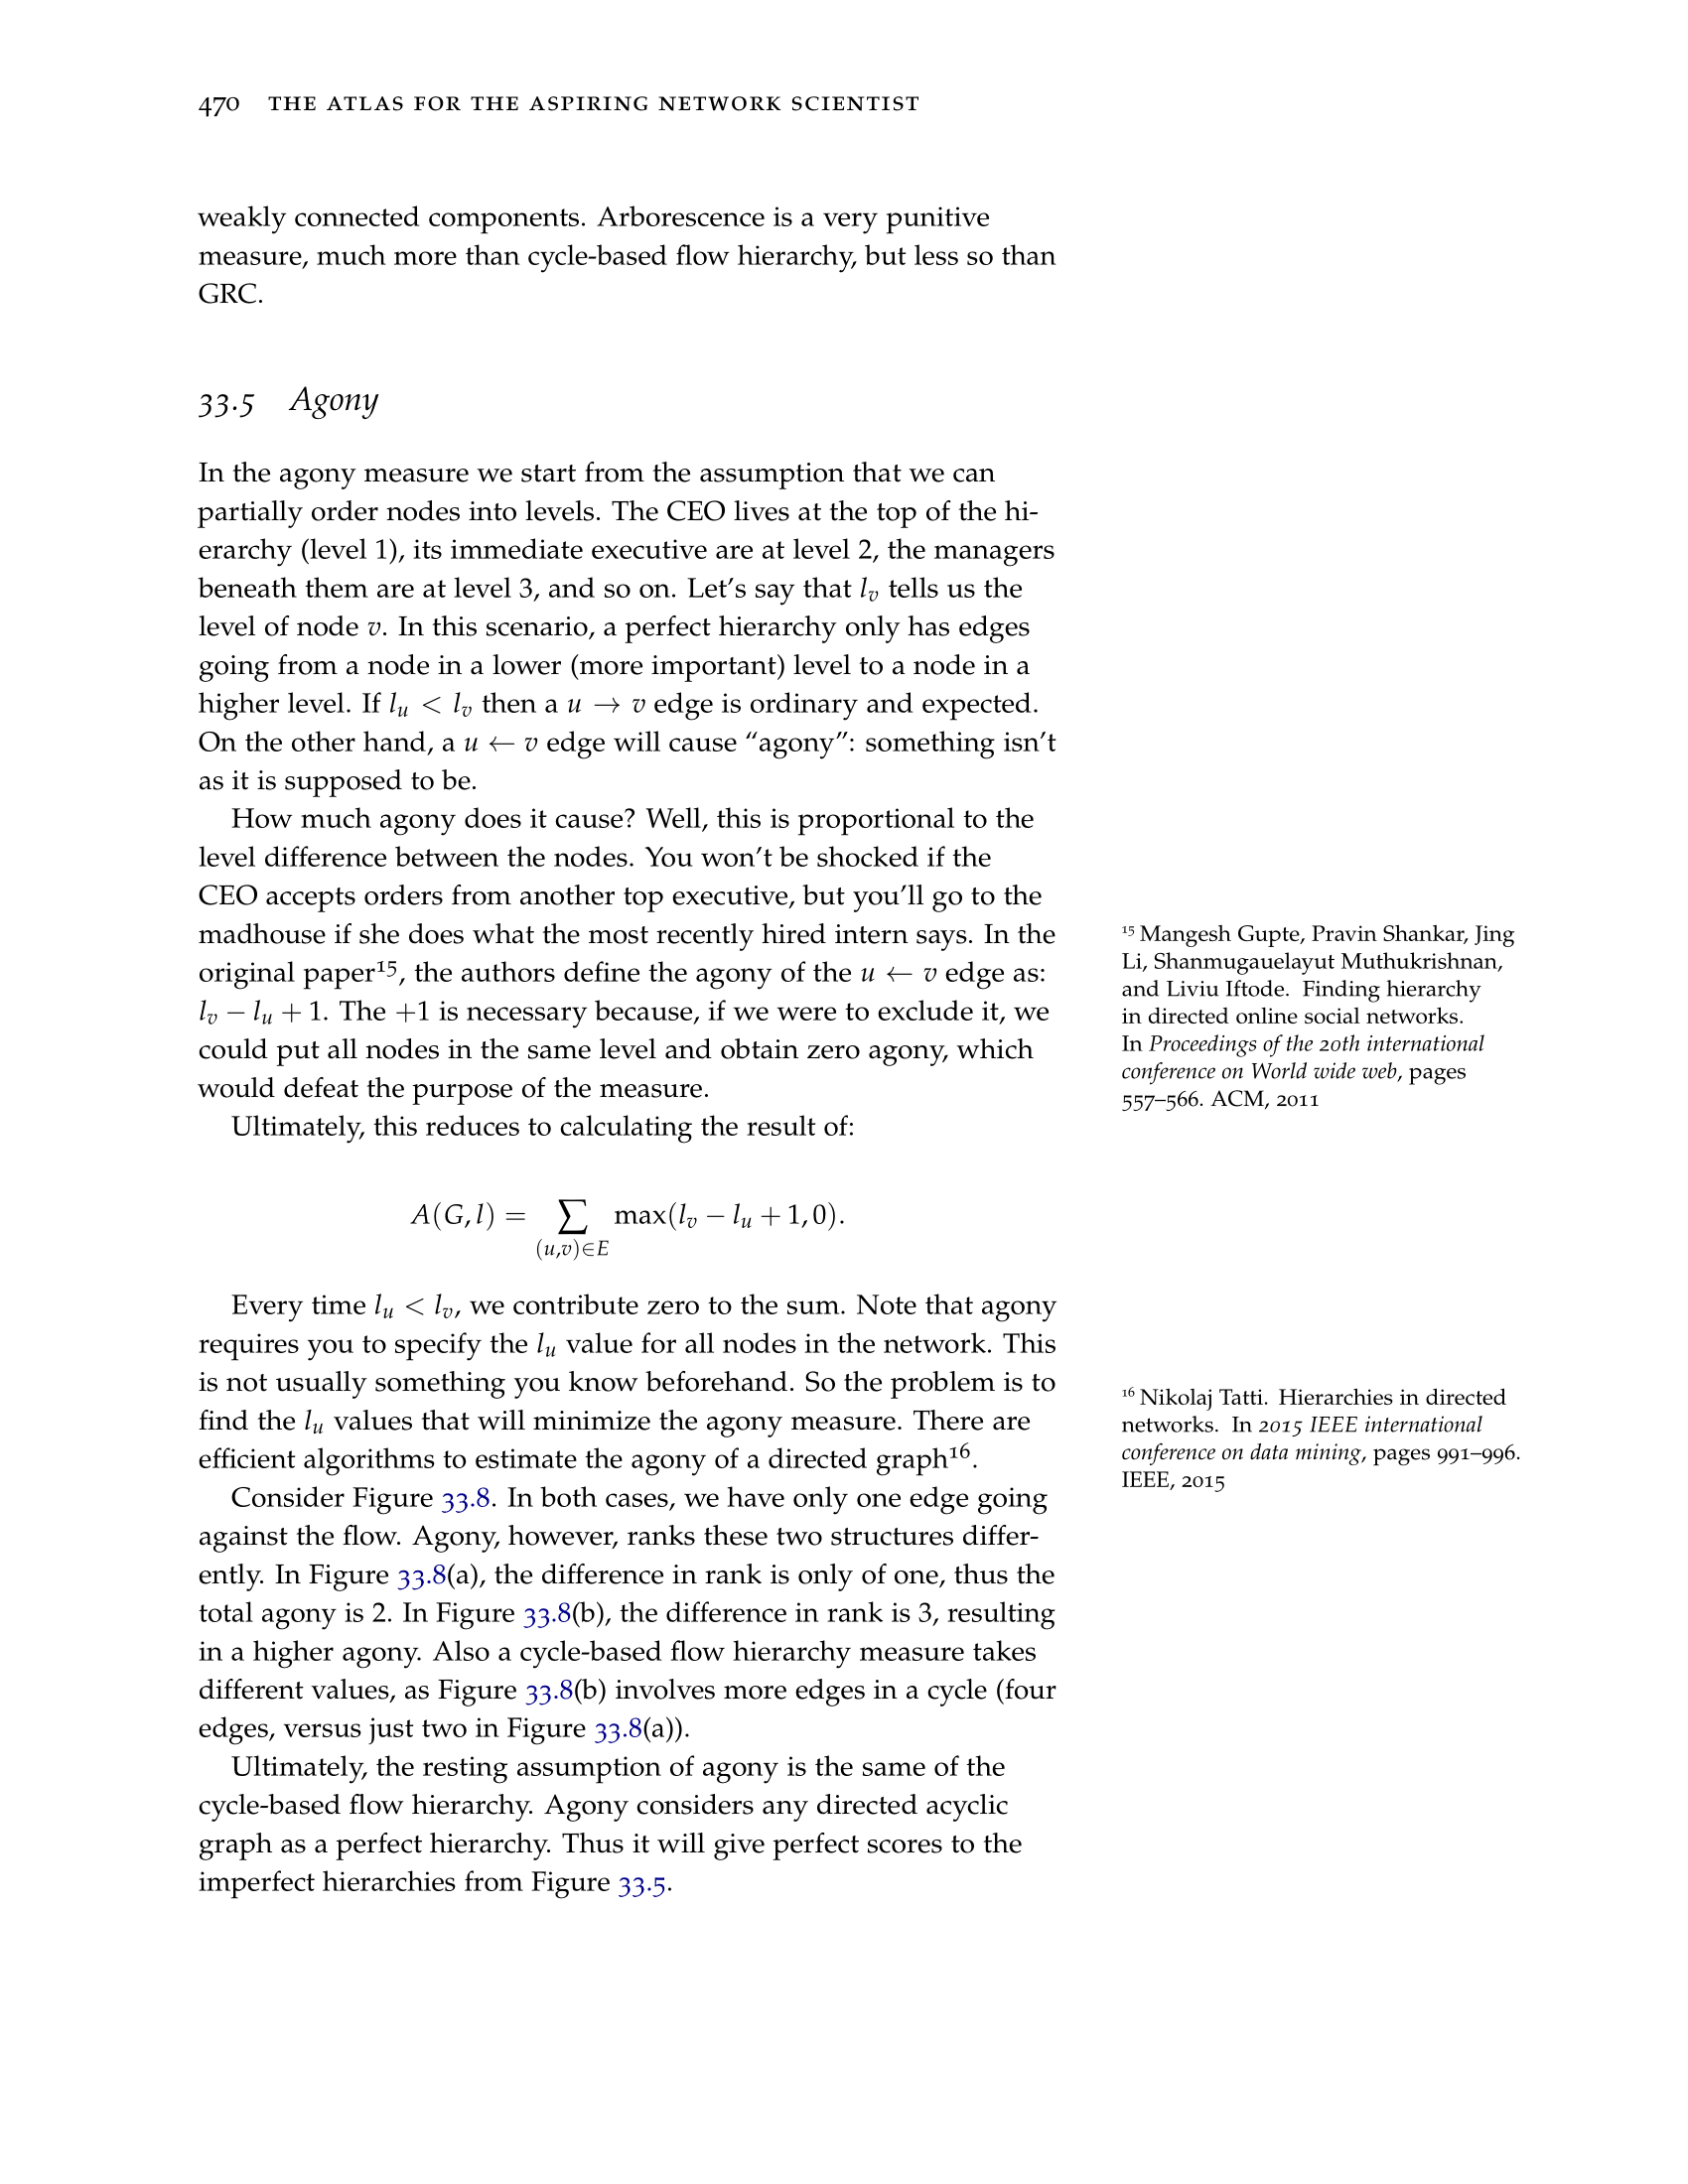 470 THE ATLAS FOR THE ASPIRING NETWORK SCIENTIST
weakly connected components. Arborescence is a very punitive
measure, much more than cycle-based flow hierarchy, but less so than
GRC.
33.5 Agony
In the agony measure we start from the assumption that we can
partially order nodes into levels. The CEO lives at the top of the hi-
erarchy (level 1), its immediate executive are at level 2, the managers
beneath them are at level 3, and so on. Let's say that l_v tells us the
level of node v. In this scenario, a perfect hierarchy only has edges
going from a node in a lower (more important) level to a node in a
higher level. If l_u < l_v then a u → v edge is ordinary and expected.
On the other hand, a u ← v edge will cause “agony”: something isn't
as it is supposed to be.
How much agony does it cause? Well, this is proportional to the
level difference between the nodes. You won't be shocked if the
CEO accepts orders from another top executive, but you'll go to the
madhouse if she does what the most recently hired intern says. In the
original paper¹⁵, the authors define the agony of the u ← v edge as:
l_v − l_u + 1. The +1 is necessary because, if we were to exclude it, we
could put all nodes in the same level and obtain zero agony, which
would defeat the purpose of the measure.
Ultimately, this reduces to calculating the result of:
A(G, l) = ∑ max(l_v − l_u + 1, 0).
(u,v)∈E
Every time l_u < l_v, we contribute zero to the sum. Note that agony
requires you to specify the l_u value for all nodes in the network. This
is not usually something you know beforehand. So the problem is to
find the l_u values that will minimize the agony measure. There are
efficient algorithms to estimate the agony of a directed graph¹⁶.
Consider Figure 33.8. In both cases, we have only one edge going
against the flow. Agony, however, ranks these two structures differ-
ently. In Figure 33.8(a), the difference in rank is only of one, thus the
total agony is 2. In Figure 33.8(b), the difference in rank is 3, resulting
in a higher agony. Also a cycle-based flow hierarchy measure takes
different values, as Figure 33.8(b) involves more edges in a cycle (four
edges, versus just two in Figure 33.8(a)).
Ultimately, the resting assumption of agony is the same of the
cycle-based flow hierarchy. Agony considers any directed acyclic
graph as a perfect hierarchy. Thus it will give perfect scores to the
imperfect hierarchies from Figure 33.5.
¹⁵ Mangesh Gupte, Pravin Shankar, Jing
Li, Shanmugauelayut Muthukrishnan,
and Liviu Iftode. Finding hierarchy
in directed online social networks.
In Proceedings of the 20th international
conference on World wide web, pages
557–566. ACM, 2011
¹⁶ Nikolaj Tatti. Hierarchies in directed
networks. In 2015 IEEE international
conference on data mining, pages 991–996.
IEEE, 2015